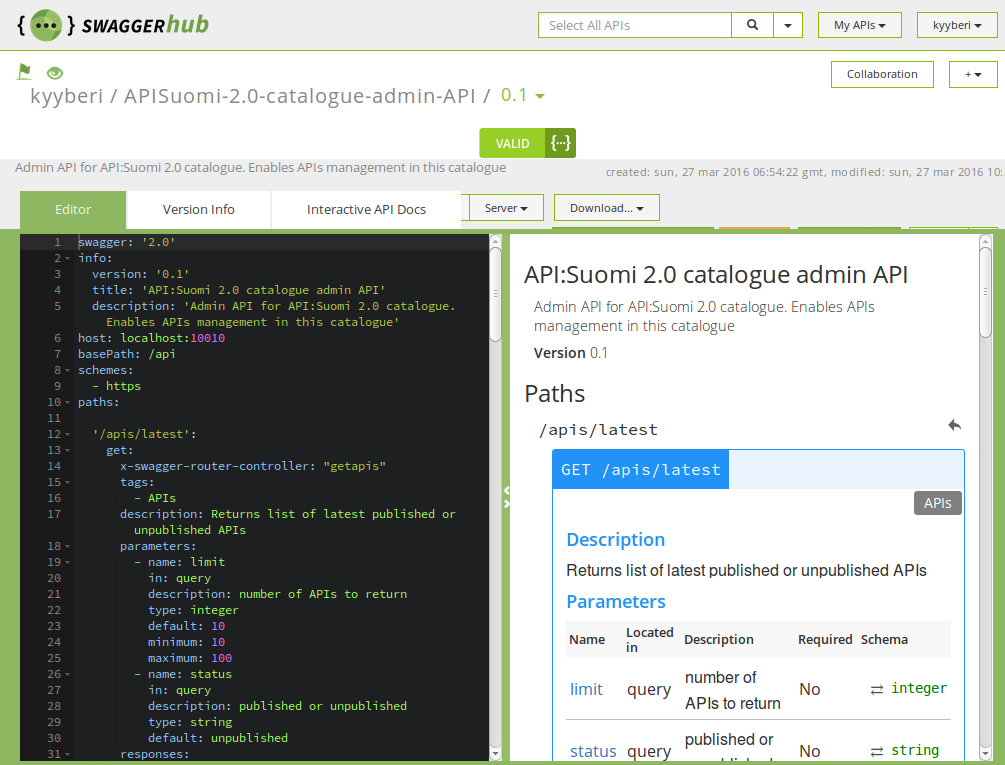 {...} SWAGGERhub
Select All APIs
My APIs
kyyberi
Collaboration
+
kyyberi / APISuomi-2.0-catalogue-admin-API / 0.1
VALID {...}
Admin API for API:Suomi 2.0 catalogue. Enables APIs management in this catalogue
created: sun, 27 mar 2016 06:54:22 gmt, modified: sun, 27 mar 2016 10:
Editor
Version Info
Interactive API Docs
Server
Download...
1 swagger: '2.0'
2 info:
3 version: '0.1'
4 title: 'API:Suomi 2.0 catalogue admin API'
5 description: 'Admin API for API:Suomi 2.0 catalogue.
Enables APIs management in this catalogue'
6 host: localhost:10010
7 basePath: /api
8 schemes:
9 - https
10 paths:
11
12 '/apis/latest':
13 get:
14 x-swagger-router-controller: "getapis"
15 tags:
16 - APIs
17 description: Returns list of latest published or
unpublished APIs
18 parameters:
19 - name: limit
20 in: query
21 description: number of APIs to return
22 type: integer
23 default: 10
24 minimum: 10
25 maximum: 100
26 - name: status
27 in: query
28 description: published or unpublished
29 type: string
30 default: unpublished
31 responses:
API:Suomi 2.0 catalogue admin API
Admin API for API:Suomi 2.0 catalogue. Enables APIs
management in this catalogue
Version 0.1
Paths
/apis/latest
GET /apis/latest
APIs
Description
Returns list of latest published or unpublished APIs
Parameters
Name Located in Description Required Schema
limit query number of APIs to return No integer
status query published or No string